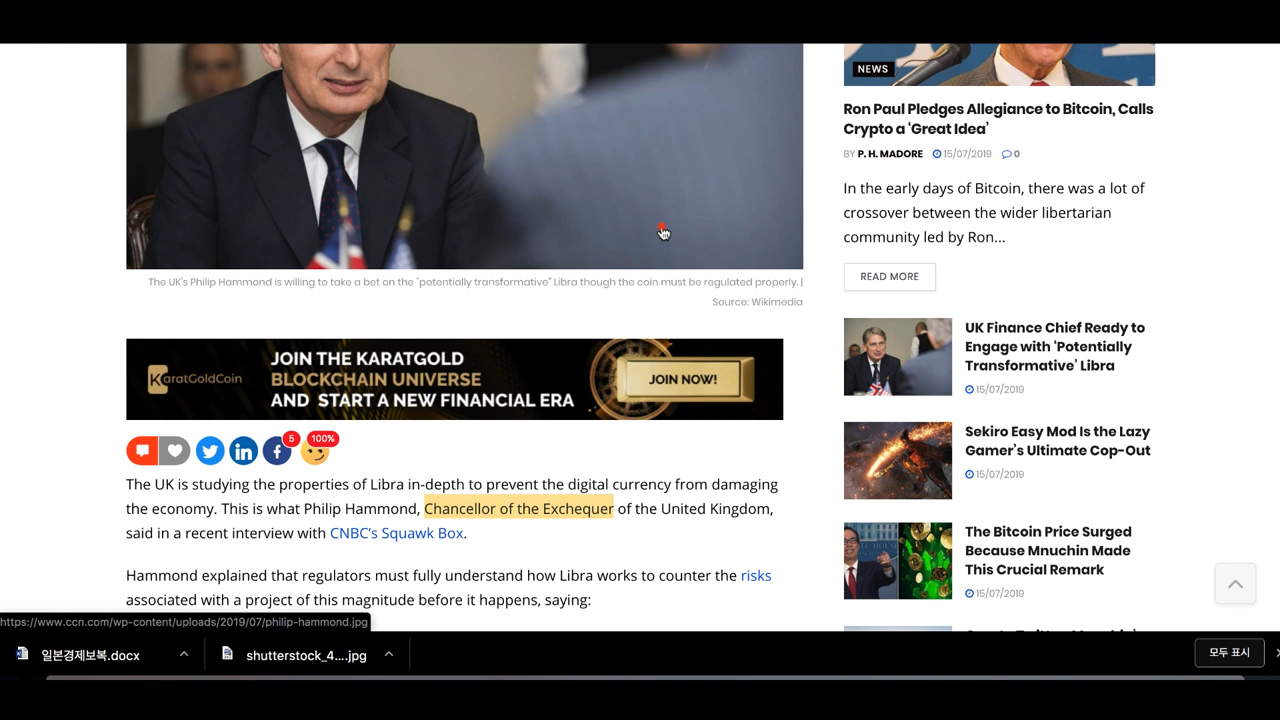 NEWS
Ron Paul Pledges Allegiance to Bitcoin, Calls
Crypto a ‘Great Idea’
BY P. H. MADORE 15/07/2019 0
In the early days of Bitcoin, there was a lot of
crossover between the wider libertarian
community led by Ron...
READ MORE
The UK's Philip Hammond is willing to take a bet on the "potentially transformative" Libra though the coin must be regulated properly. |
Source: Wikimedia
KaratGoldCoin
JOIN THE KARATGOLD
BLOCKCHAIN UNIVERSE
AND START A NEW FINANCIAL ERA
JOIN NOW!
5
100%
The UK is studying the properties of Libra in-depth to prevent the digital currency from damaging
the economy. This is what Philip Hammond, Chancellor of the Exchequer of the United Kingdom,
said in a recent interview with CNBC’s Squawk Box.
Hammond explained that regulators must fully understand how Libra works to counter the risks
associated with a project of this magnitude before it happens, saying:
UK Finance Chief Ready to
Engage with ‘Potentially
Transformative’ Libra
15/07/2019
Sekiro Easy Mod Is the Lazy
Gamer’s Ultimate Cop-Out
15/07/2019
The Bitcoin Price Surged
Because Mnuchin Made
This Crucial Remark
15/07/2019
https://www.ccn.com/wp-content/uploads/2019/07/philip-hammond.jpg
일본경제보복.docx
shutterstock_4....jpg
모두 표시